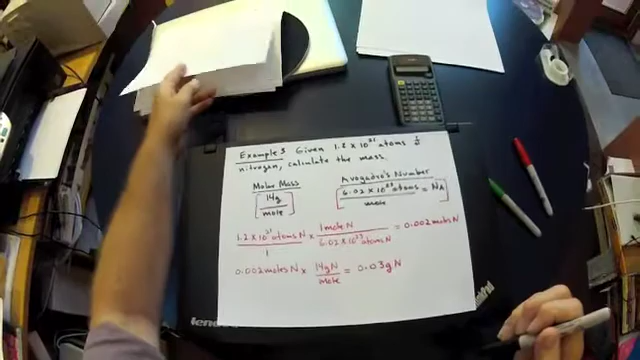 Example 3 Given 1.2 x 10²¹ atoms of
nitrogen, calculate the mass.
Molar Mass
14g
mole
Avogadro's Number
6.02 x 10²³ atoms = NA
mole
1.2 x 10²¹ atoms N x 1 mole N = 0.002 moles N
1 6.02 x 10²³ atoms N
0.002 moles N x 14g N = 0.03g N
mole
lenovo
ThinkPad